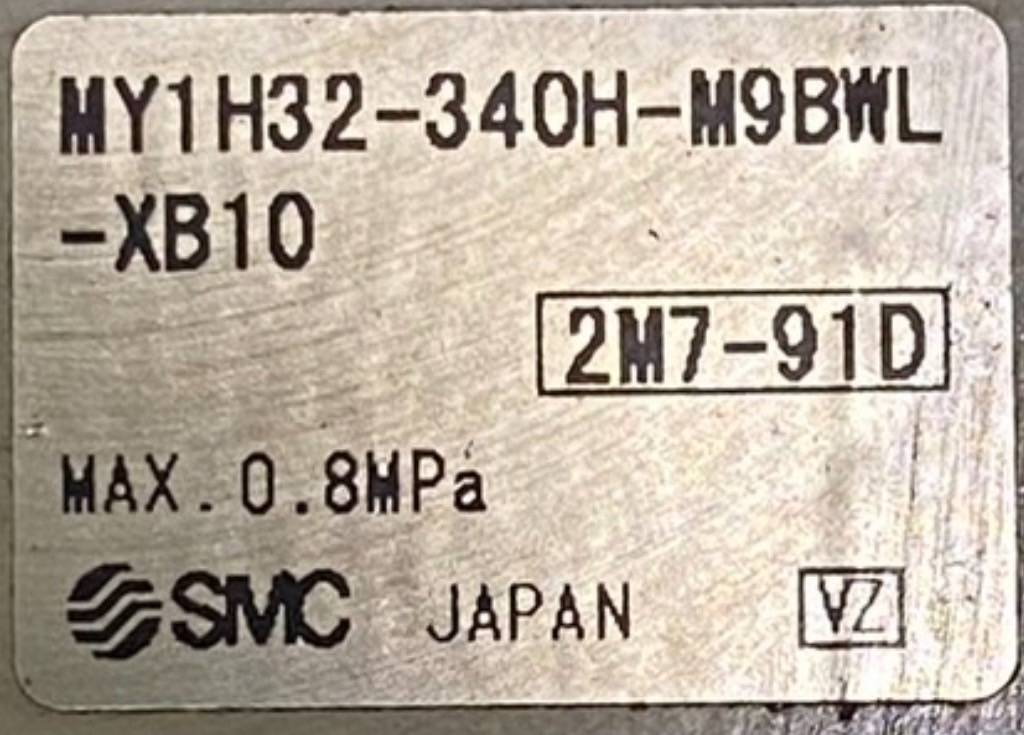 MY1H32-340H-M9BWL
-XB10
2M7-91D
MAX. 0.8MPa
SMC JAPAN VZ